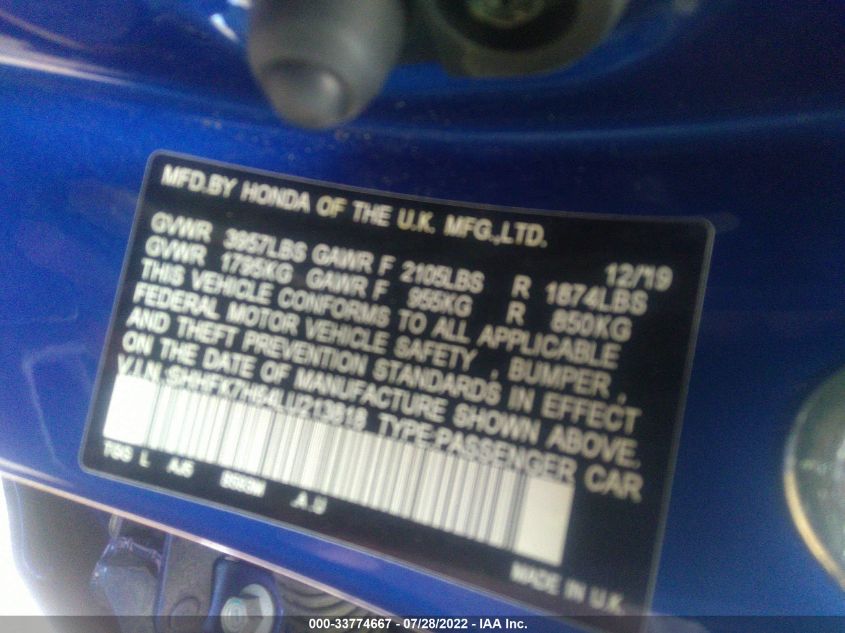 MFD.BY HONDA OF THE U.K. MFG.,LTD.
12/19
GVWR 3957LBS GAWR F 2105LBS R 1874LBS
GVWR 1795KG GAWR F 955KG R 850KG
THIS VEHICLE CONFORMS TO ALL APPLICABLE
FEDERAL MOTOR VEHICLE SAFETY , BUMPER ,
AND THEFT PREVENTION STANDARDS IN EFFECT
ON THE DATE OF MANUFACTURE SHOWN ABOVE.
V.I.N. TYPE:PASSENGER CAR
MADE IN U.K.
000-33774667 - 07/28/2022 - IAA Inc.